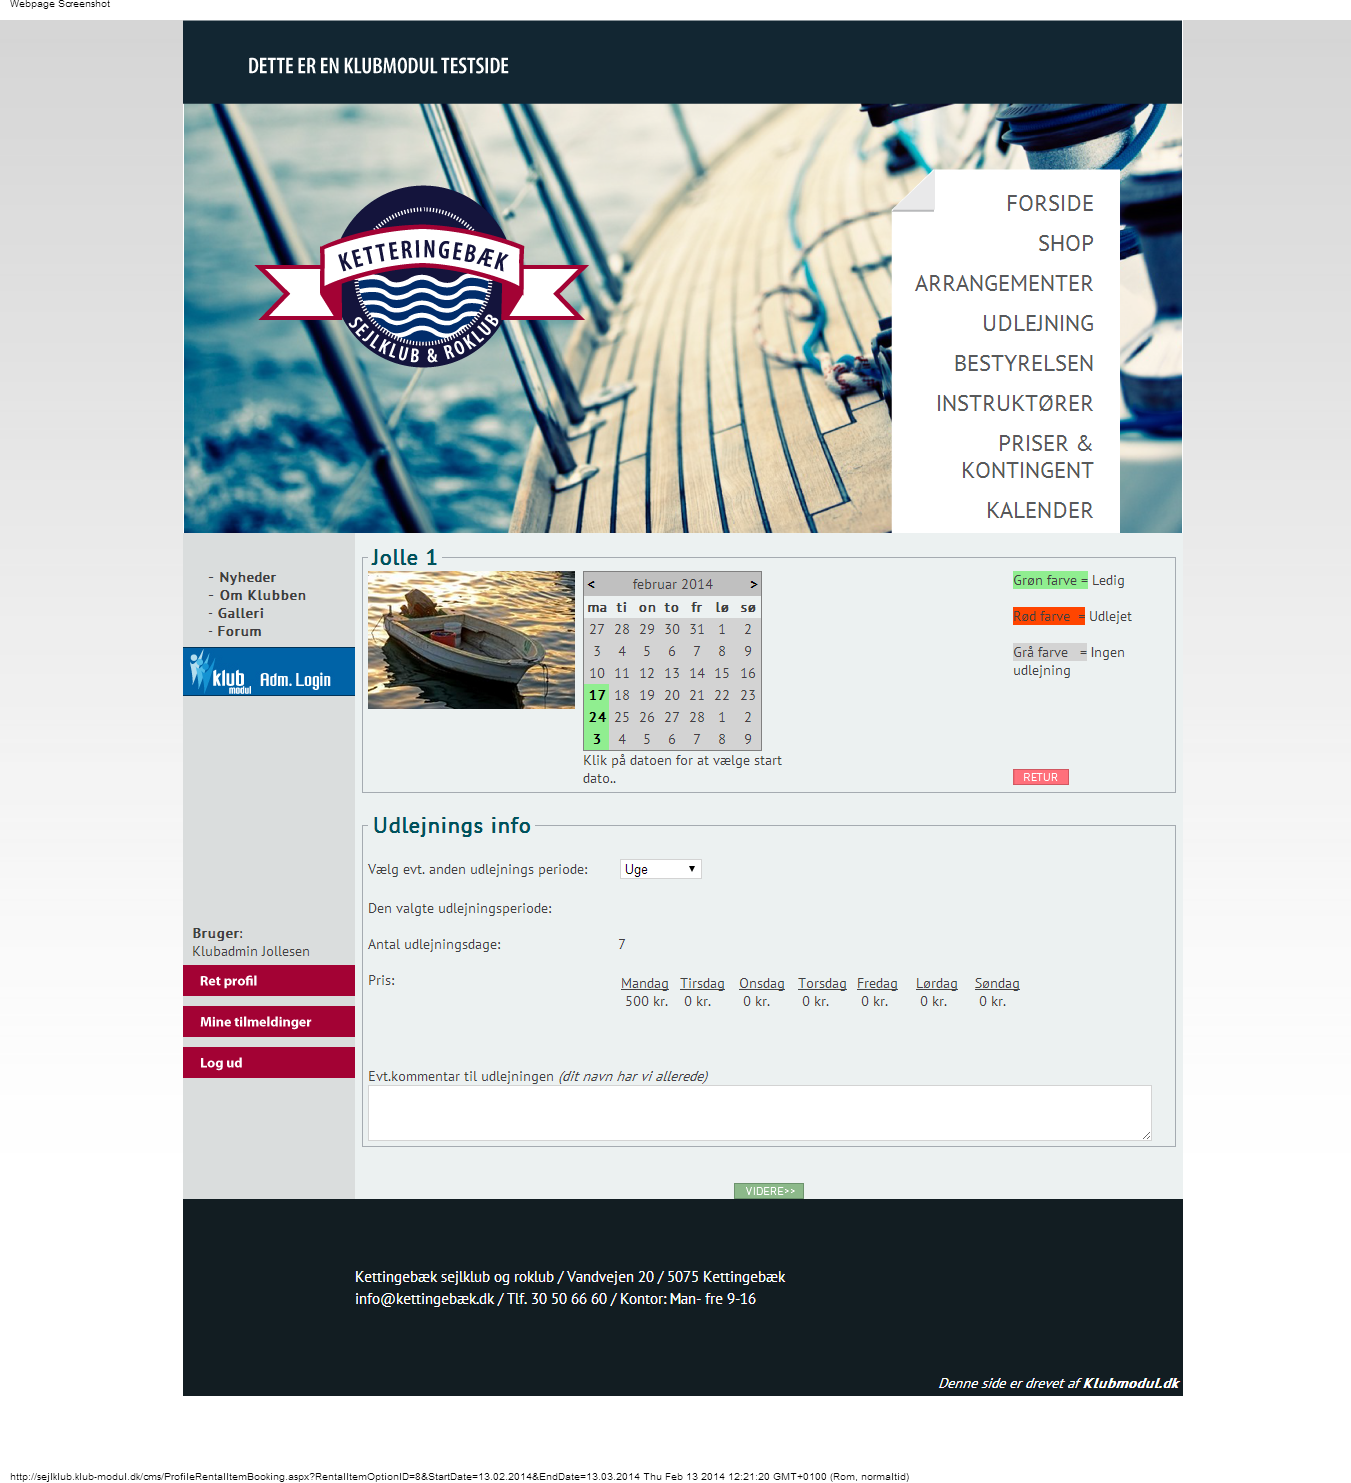 Webpage Screenshot
DETTE ER EN KLUBMODUL TESTSIDE
KETTERINGEBÆK
SEJLKLUB & ROKLUB
FORSIDE
SHOP
ARRANGEMENTER
UDLEJNING
BESTYRELSEN
INSTRUKTØRER
PRISER &
KONTINGENT
KALENDER
- Nyheder
- Om Klubben
- Galleri
- Forum
klub modul Adm. Login
Bruger:
Klubadmin Jollesen
Ret profil
Mine tilmeldinger
Log ud
Jolle 1
< februar 2014 >
ma ti on to fr lø sø
27 28 29 30 31 1 2
3 4 5 6 7 8 9
10 11 12 13 14 15 16
17 18 19 20 21 22 23
24 25 26 27 28 1 2
3 4 5 6 7 8 9
Klik på datoen for at vælge start
dato..
Grøn farve = Ledig
Rød farve = Udlejet
Grå farve = Ingen
udlejning
RETUR
Udlejnings info
Vælg evt. anden udlejnings periode: Uge
Den valgte udlejningsperiode:
Antal udlejningsdage: 7
Pris: Mandag Tirsdag Onsdag Torsdag Fredag Lørdag Søndag
500 kr. 0 kr. 0 kr. 0 kr. 0 kr. 0 kr. 0 kr.
Evt.kommentar til udlejningen (dit navn har vi allerede)
VIDERE>>
Kettingebæk sejlklub og roklub / Vandvejen 20 / 5075 Kettingebæk
info@kettingebæk.dk / Tlf. 30 50 66 60 / Kontor: Man- fre 9-16
Denne side er drevet af Klubmodul.dk
http://sejlklub.klub-modul.dk/cms/ProfileRentalItemBooking.aspx?RentalItemOptionID=8&StartDate=13.02.2014&EndDate=13.03.2014 Thu Feb 13 2014 12:21:20 GMT+0100 (Rom, normaltid)